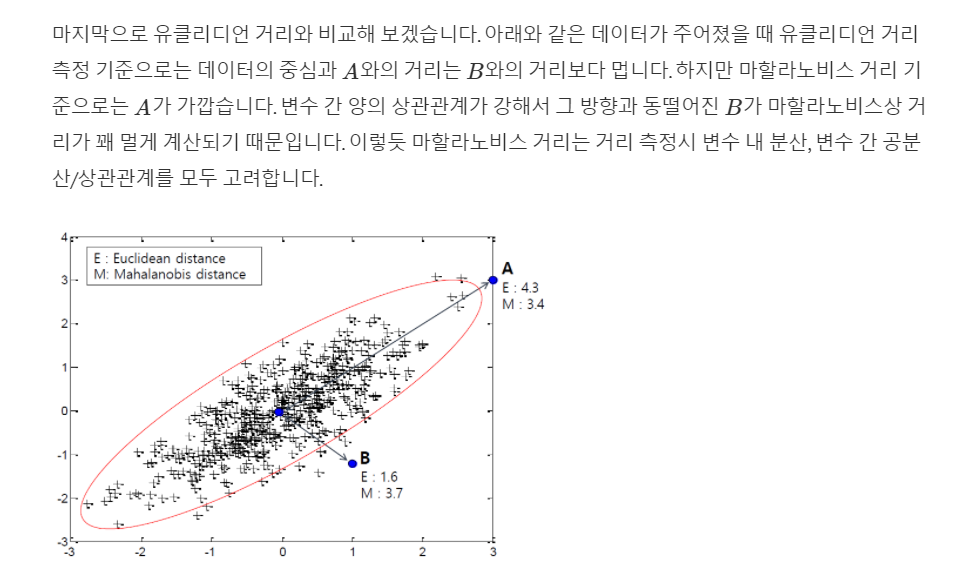 마지막으로 유클리디언 거리와 비교해 보겠습니다. 아래와 같은 데이터가 주어졌을 때 유클리디언 거리
측정 기준으로는 데이터의 중심과 A와의 거리는 B와의 거리보다 멉니다. 하지만 마할라노비스 거리 기
준으로는 A가 가깝습니다. 변수 간 양의 상관관계가 강해서 그 방향과 동떨어진 B가 마할라노비스상 거
리가 꽤 멀게 계산되기 때문입니다. 이렇듯 마할라노비스 거리는 거리 측정시 변수 내 분산, 변수 간 공분
산/상관관계를 모두 고려합니다.
4
E : Euclidean distance
M: Mahalanobis distance
A
3
E : 4.3
M : 3.4
2
1
0
-1
B
E : 1.6
M : 3.7
-2
-3
-3 -2 -1 0 1 2 3